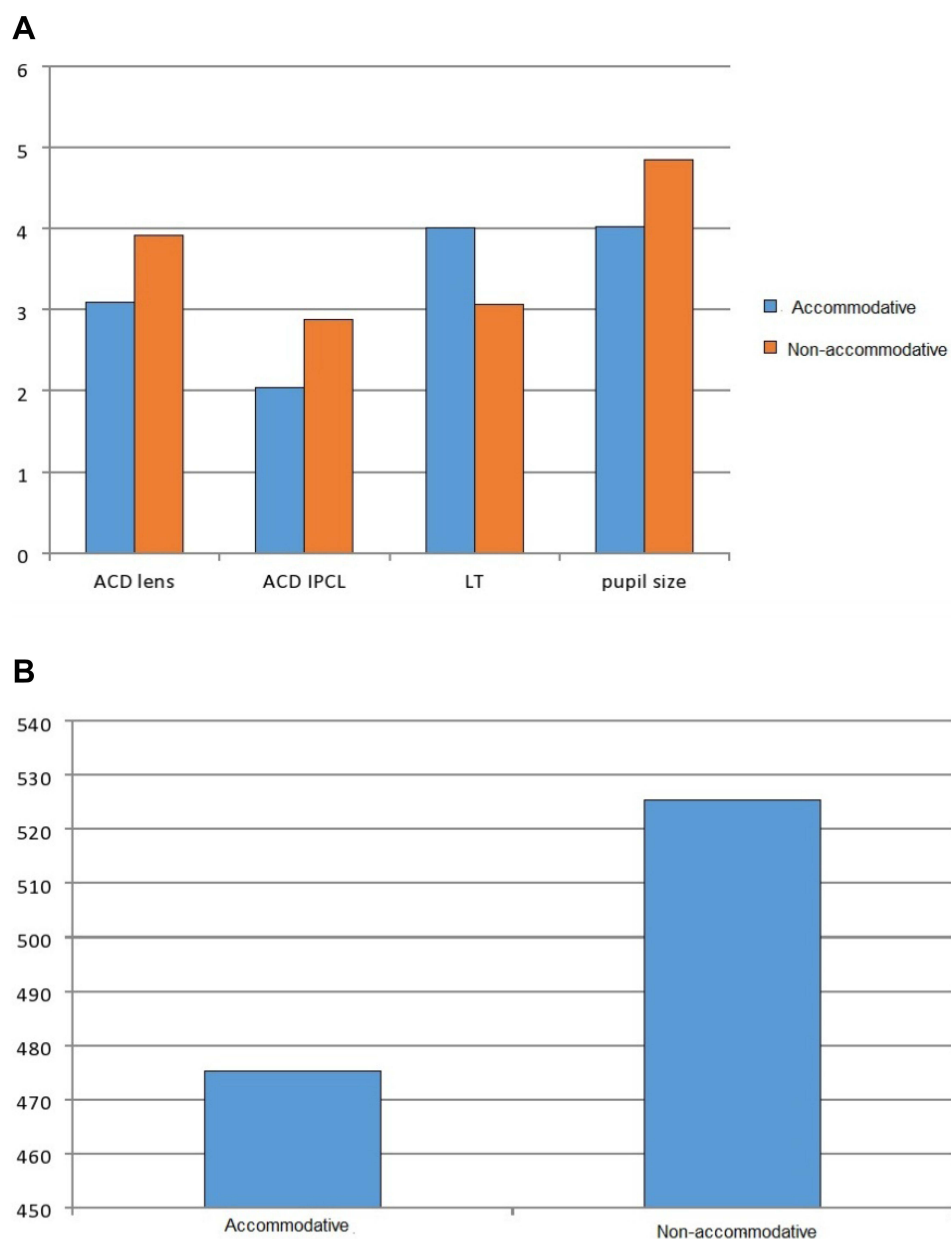 A
6
5
4
3
2
1
0
ACD lens ACD IPCL LT pupil size
Accommodative
Non-accommodative
B
540
530
520
510
500
490
480
470
460
450
Accommodative
Non-accommodative